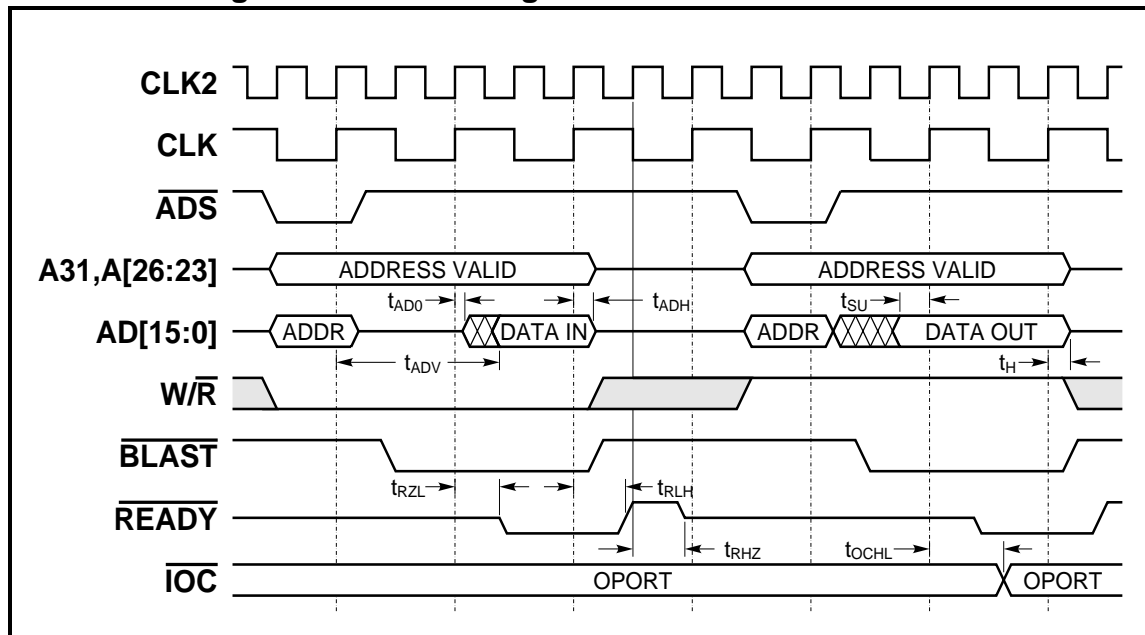 CLK2
CLK
ADS
A31,A[26:23] ADDRESS VALID ADDRESS VALID
tAD0 tADH tSU
AD[15:0] ADDR DATA IN ADDR DATA OUT
tADV tH
W/R
BLAST
tRZL tRLH
READY
tRHZ tOCHL
IOC OPORT OPORT